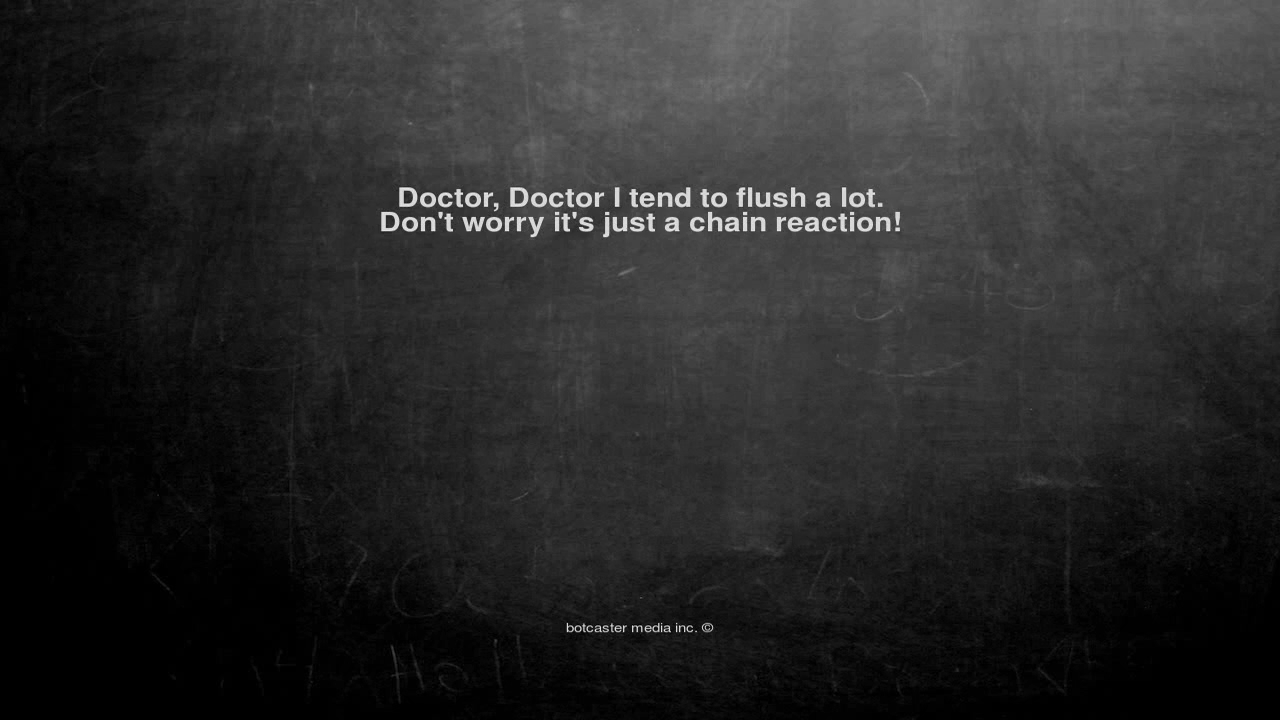 Doctor, Doctor I tend to flush a lot.
Don't worry it's just a chain reaction!
botcaster media inc. ©